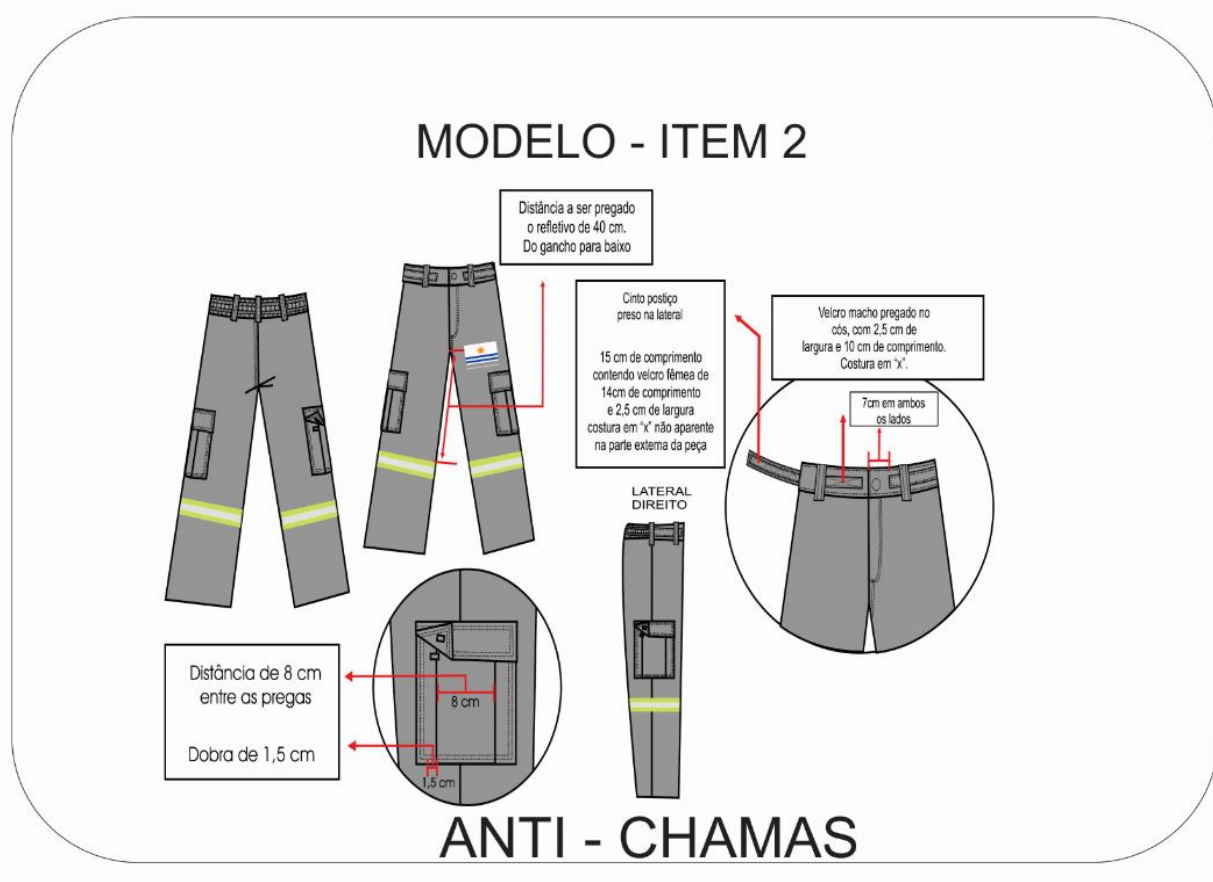 MODELO - ITEM 2
Distância a ser pregado
o refletivo de 40 cm.
Do gancho para baixo
Cinto postiço
preso na lateral
15 cm de comprimento
contendo velcro fêmea de
14cm de comprimento
e 2,5 cm de largura
costura em “x” não aparente
na parte externa da peça
Velcro macho pregado no
cós, com 2,5 cm de
largura e 10 cm de comprimento.
Costura em “x”.
7cm em ambos
os lados
LATERAL
DIREITO
Distância de 8 cm
entre as pregas
Dobra de 1,5 cm
8 cm
1,5 cm
ANTI - CHAMAS